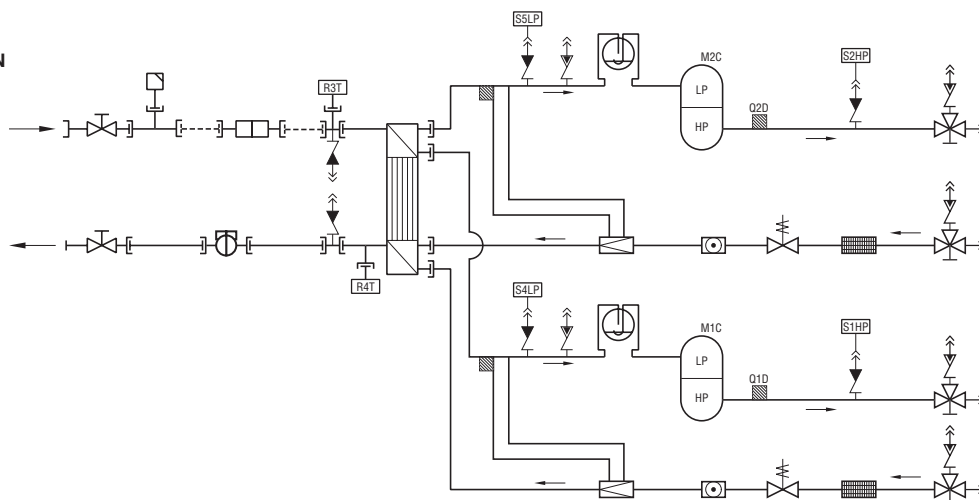 S5LP
N
M2C
S2HP
R3T
LP
Q2D
HP
R4T
S4LP
M1C
S1HP
LP
Q1D
HP